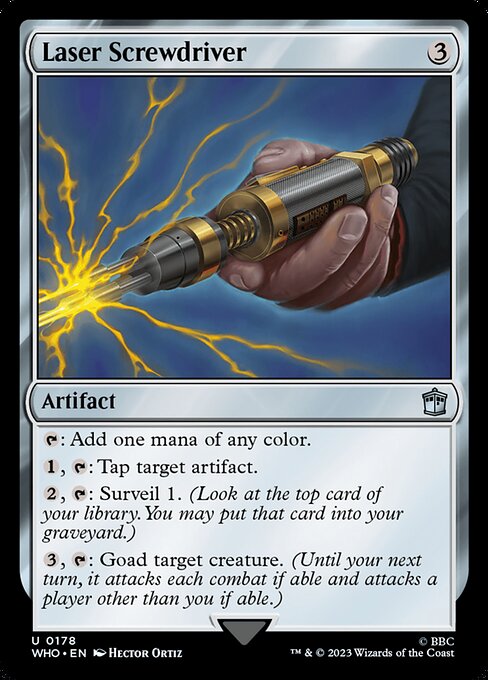 Laser Screwdriver 3
Artifact
T: Add one mana of any color.
1, T: Tap target artifact.
2, T: Surveil 1. (Look at the top card of
your library. You may put that card into your
graveyard.)
3, T: Goad target creature. (Until your next
turn, it attacks each combat if able and attacks a
player other than you if able.)
U 0178
WHO • EN Hector Ortiz
© BBC
™ & © 2023 Wizards of the Coast